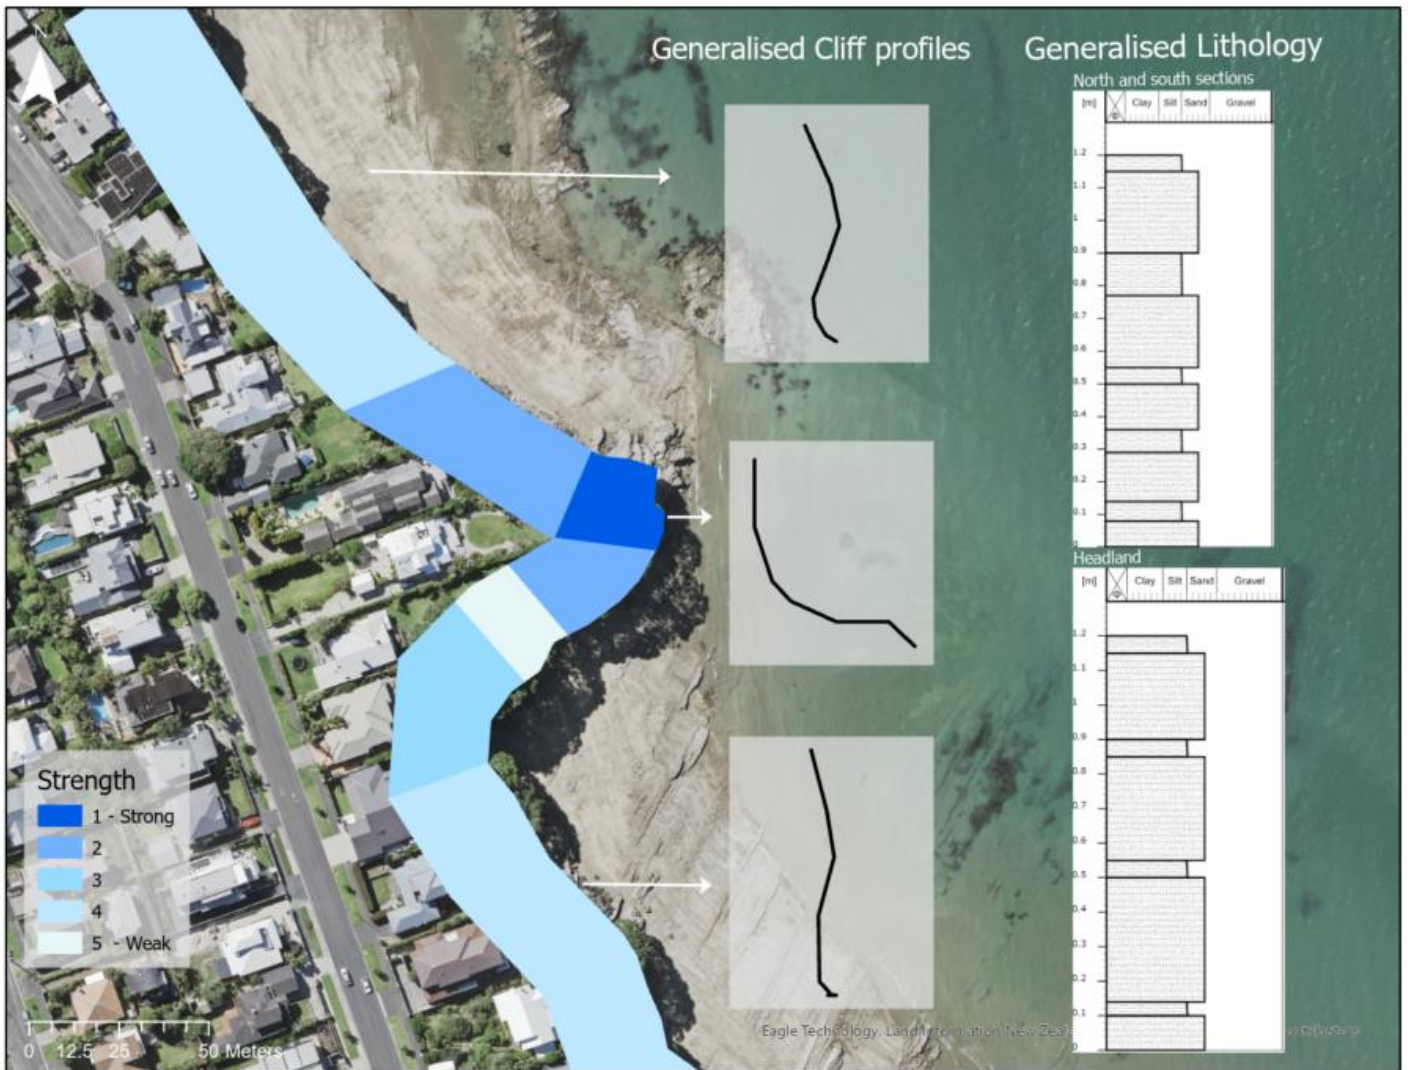 N
Generalised Cliff profiles
Generalised Lithology
North and south sections
[m] Clay Silt Sand Gravel
1.2
1.1
1
0.9
0.8
0.7
0.6
0.5
0.4
0.3
0.2
0.1
Headland
[m] Clay Silt Sand Gravel
1.2
1.1
1
0.9
0.8
0.7
0.6
0.5
0.4
0.3
0.2
0.1
0
Strength
1 - Strong
2
3
4
5 - Weak
0 12.5 25 50 Meters
Eagle Technology, Land Information New